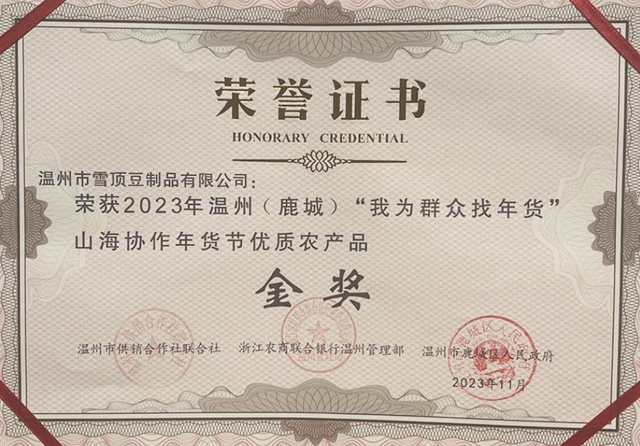 荣誉证书
HONORARY CREDENTIAL
温州市雪顶豆制品有限公司：
荣获2023年温州（鹿城）“我为群众找年货”
山海协作年货节优质农产品
金奖
温州市供销合作社联合社 浙江农商联合银行温州管理部 温州市鹿城区人民政府
2023年11月